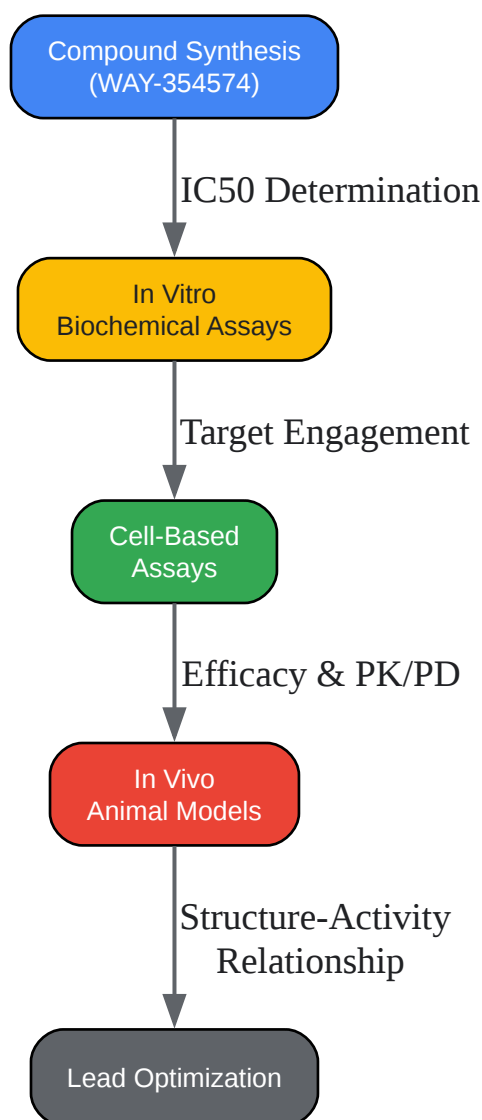 Compound Synthesis
(WAY-354574)
IC50 Determination
In Vitro
Biochemical Assays
Target Engagement
Cell-Based
Assays
Efficacy & PK/PD
In Vivo
Animal Models
Structure-Activity
Relationship
Lead Optimization